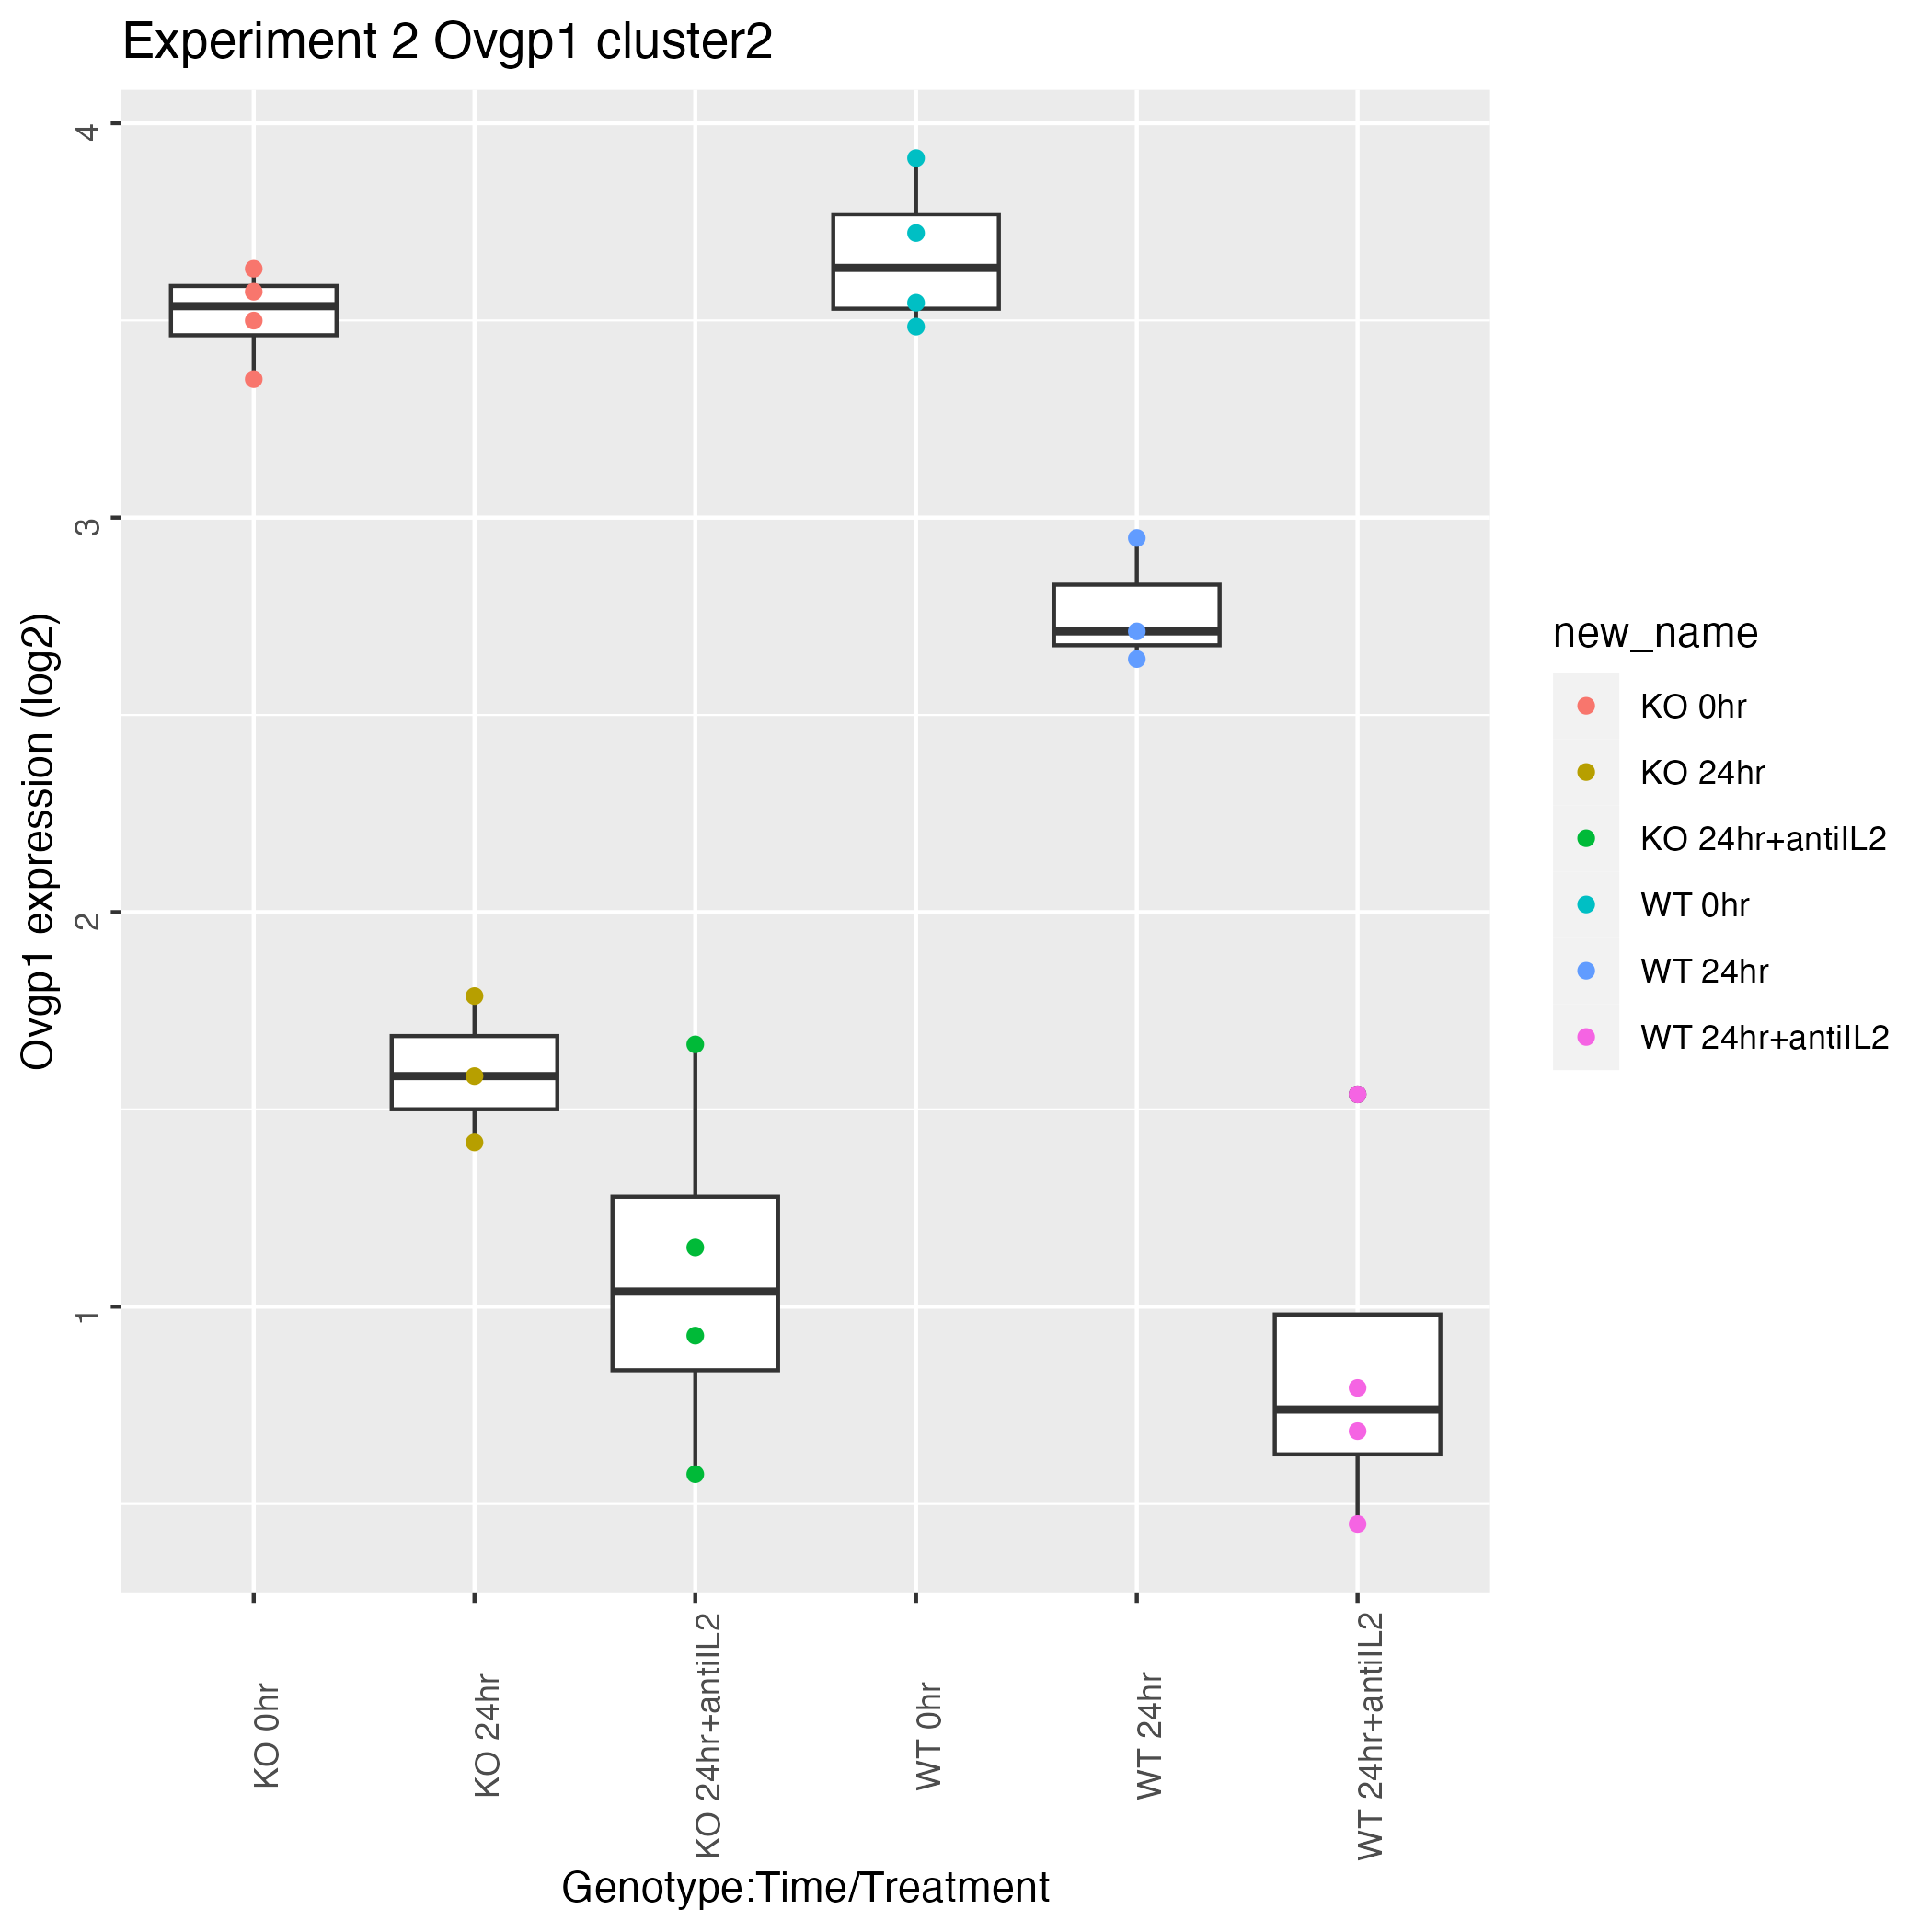 Experiment 2 Ovgp1 cluster2
Ovgp1 expression (log2)
4
3
2
1
KO 0hr
KO 24hr
KO 24hr+antiIL2
WT 0hr
WT 24hr
WT 24hr+antiIL2
Genotype:Time/Treatment
new_name
KO 0hr
KO 24hr
KO 24hr+antiIL2
WT 0hr
WT 24hr
WT 24hr+antiIL2